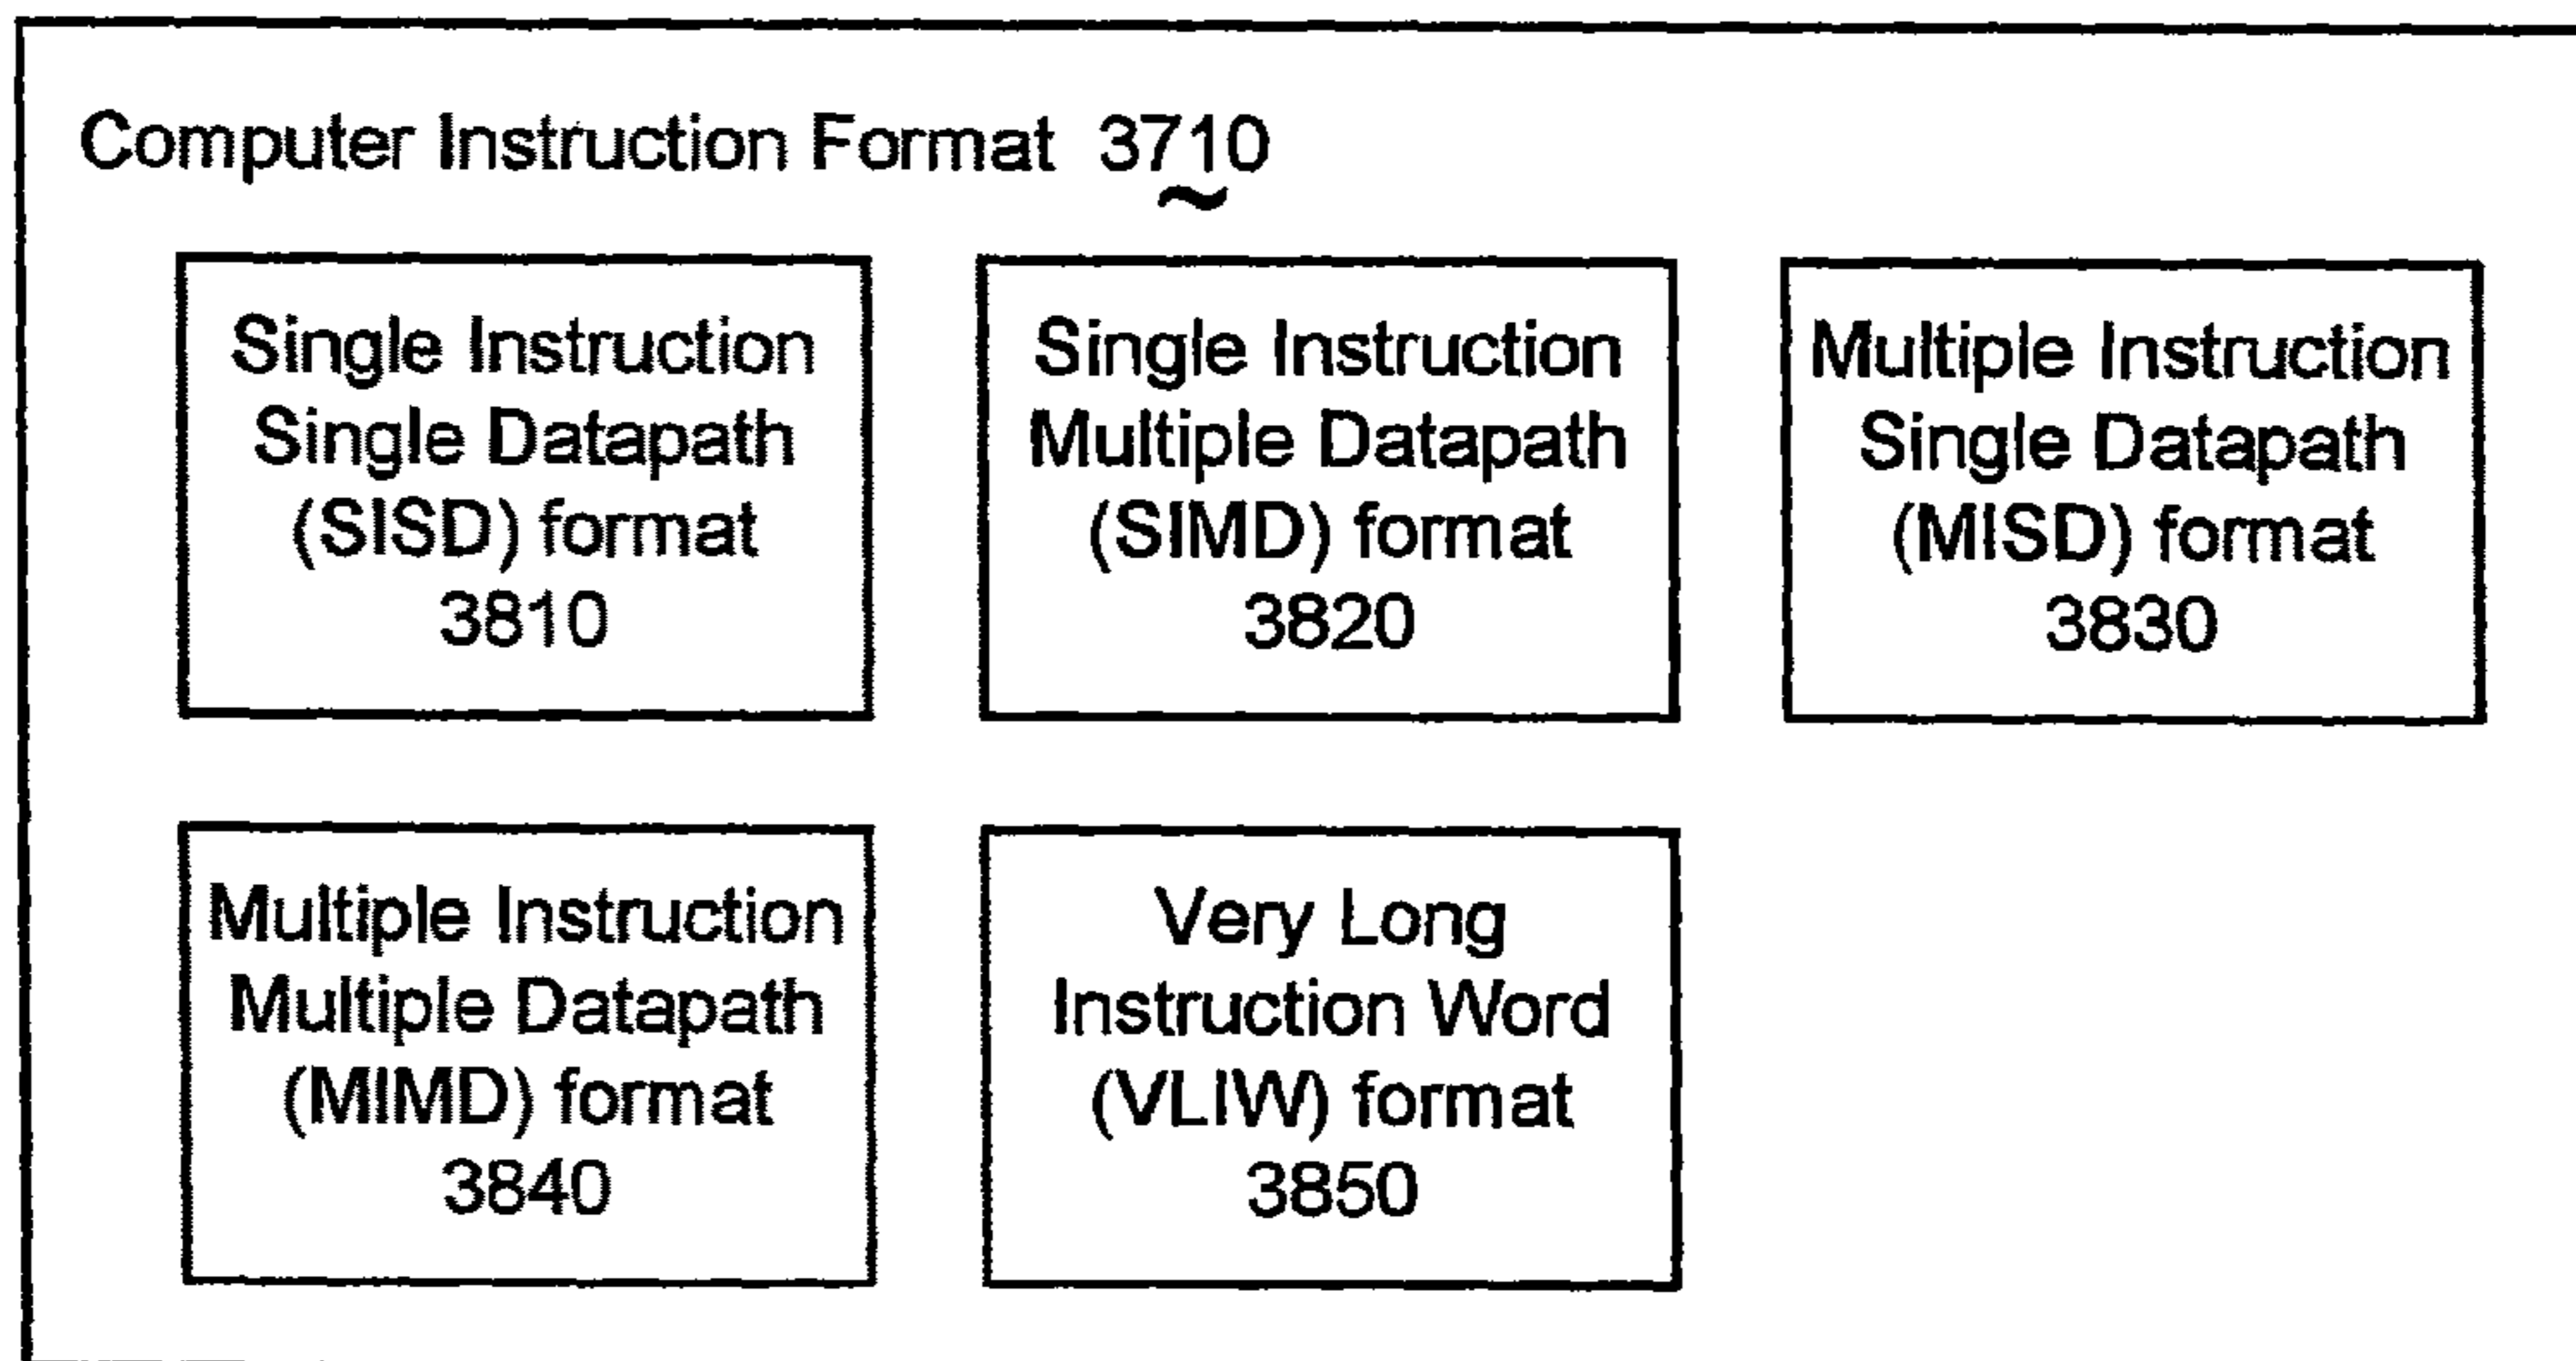 Computer Instruction Format 3710
Single Instruction
Single Datapath
(SISD) format
3810
Single Instruction
Multiple Datapath
(SIMD) format
3820
Multiple Instruction
Single Datapath
(MISD) format
3830
Multiple Instruction
Multiple Datapath
(MIMD) format
3840
Very Long
Instruction Word
(VLIW) format
3850